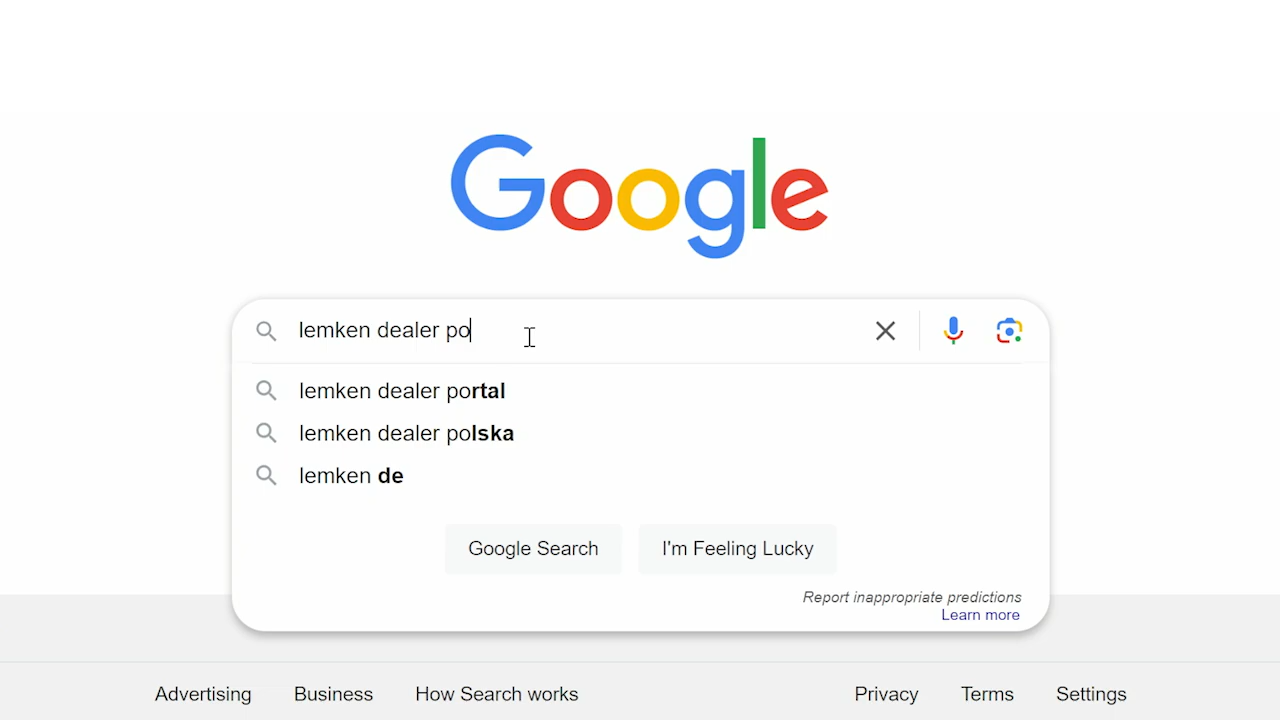 Google
lemken dealer po
lemken dealer portal
lemken dealer polska
lemken de
Google Search
I'm Feeling Lucky
Report inappropriate predictions
Learn more
Advertising
Business
How Search works
Privacy
Terms
Settings